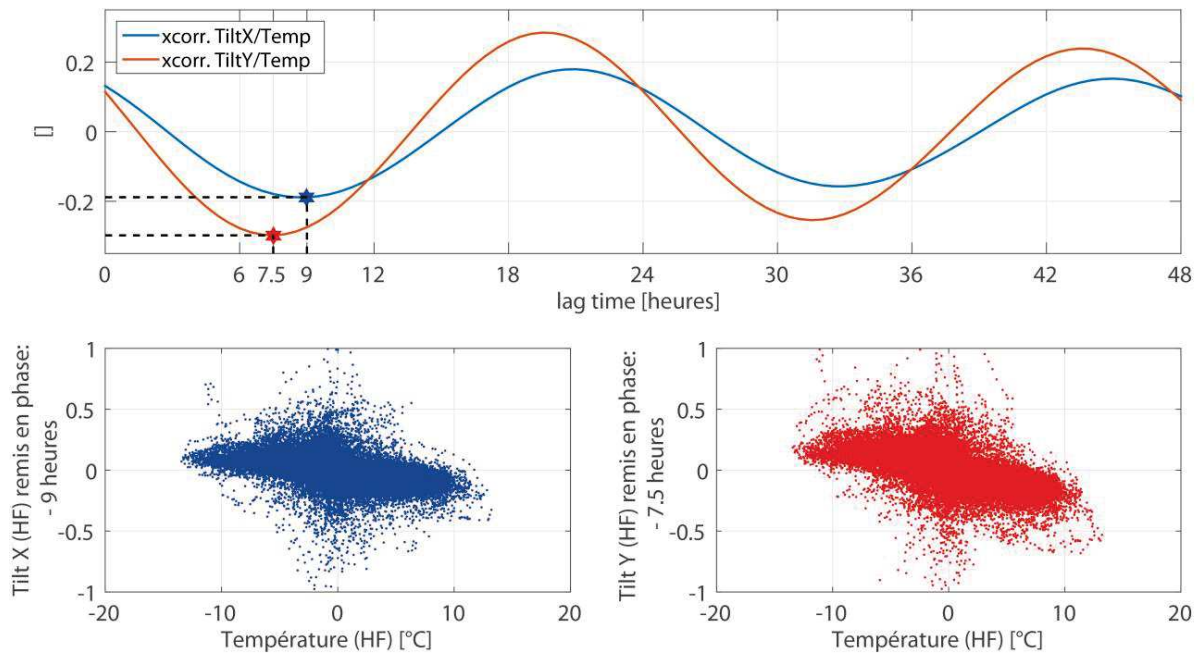 xcorr. TiltX/Temp
xcorr. TiltY/Temp
[]
0.2
0
-0.2
0 6 7.5 9 12 18 24 30 36 42 48
lag time [heures]
Tilt X (HF) remis en phase:
- 9 heures
1
0.5
0
-0.5
-1
-20 -10 0 10 20
Température (HF) [°C]
Tilt Y (HF) remis en phase:
- 7.5 heures
1
0.5
0
-0.5
-1
-20 -10 0 10 20
Température (HF) [°C]